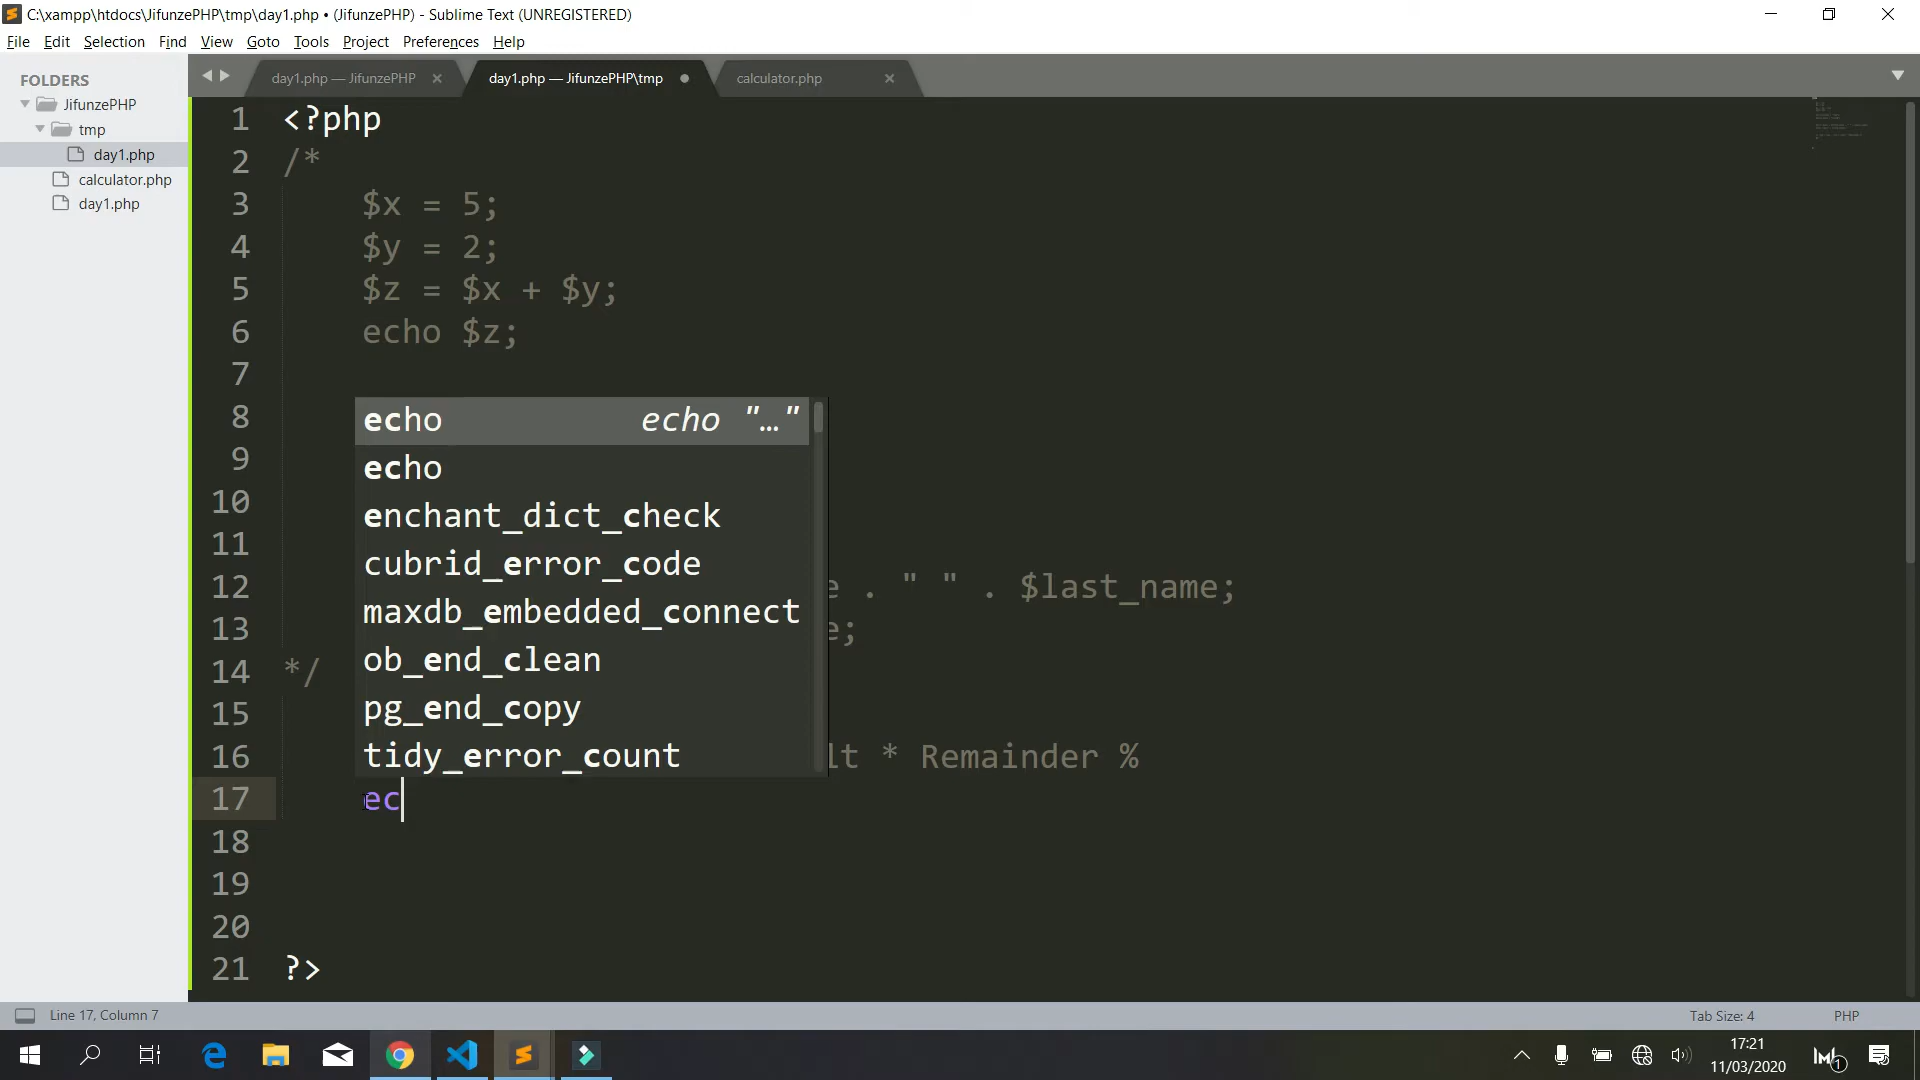 C:\xampp\htdocs\JifunzePHP\tmp\day1.php • (JifunzePHP) - Sublime Text (UNREGISTERED)
File Edit Selection Find View Goto Tools Project Preferences Help
FOLDERS
JifunzePHP
tmp
day1.php
calculator.php
day1.php
day1.php — JifunzePHP
day1.php — JifunzePHP\tmp
calculator.php
1 <?php
2 /*
3 $x = 5;
4 $y = 2;
5 $z = $x + $y;
6 echo $z;
7
8
9
10
11
12 e . " " . $last_name;
13 e;
14 */
15
16 lt * Remainder %
17 ec
18
19
20
21 ?>
echo echo "…"
echo
enchant_dict_check
cubrid_error_code
maxdb_embedded_connect
ob_end_clean
pg_end_copy
tidy_error_count
Line 17, Column 7
Tab Size: 4
PHP
17:21
11/03/2020
1